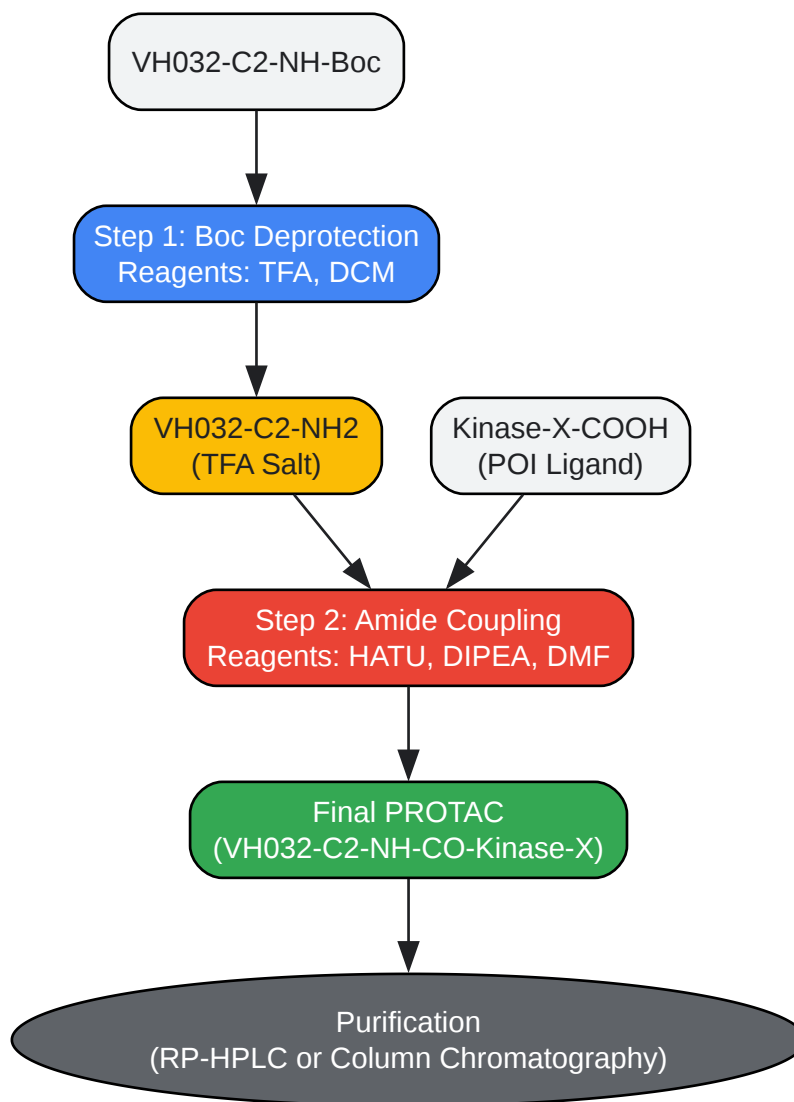 VH032-C2-NH-Boc
Step 1: Boc Deprotection
Reagents: TFA, DCM
VH032-C2-NH2
(TFA Salt)
Kinase-X-COOH
(POI Ligand)
Step 2: Amide Coupling
Reagents: HATU, DIPEA, DMF
Final PROTAC
(VH032-C2-NH-CO-Kinase-X)
Purification
(RP-HPLC or Column Chromatography)